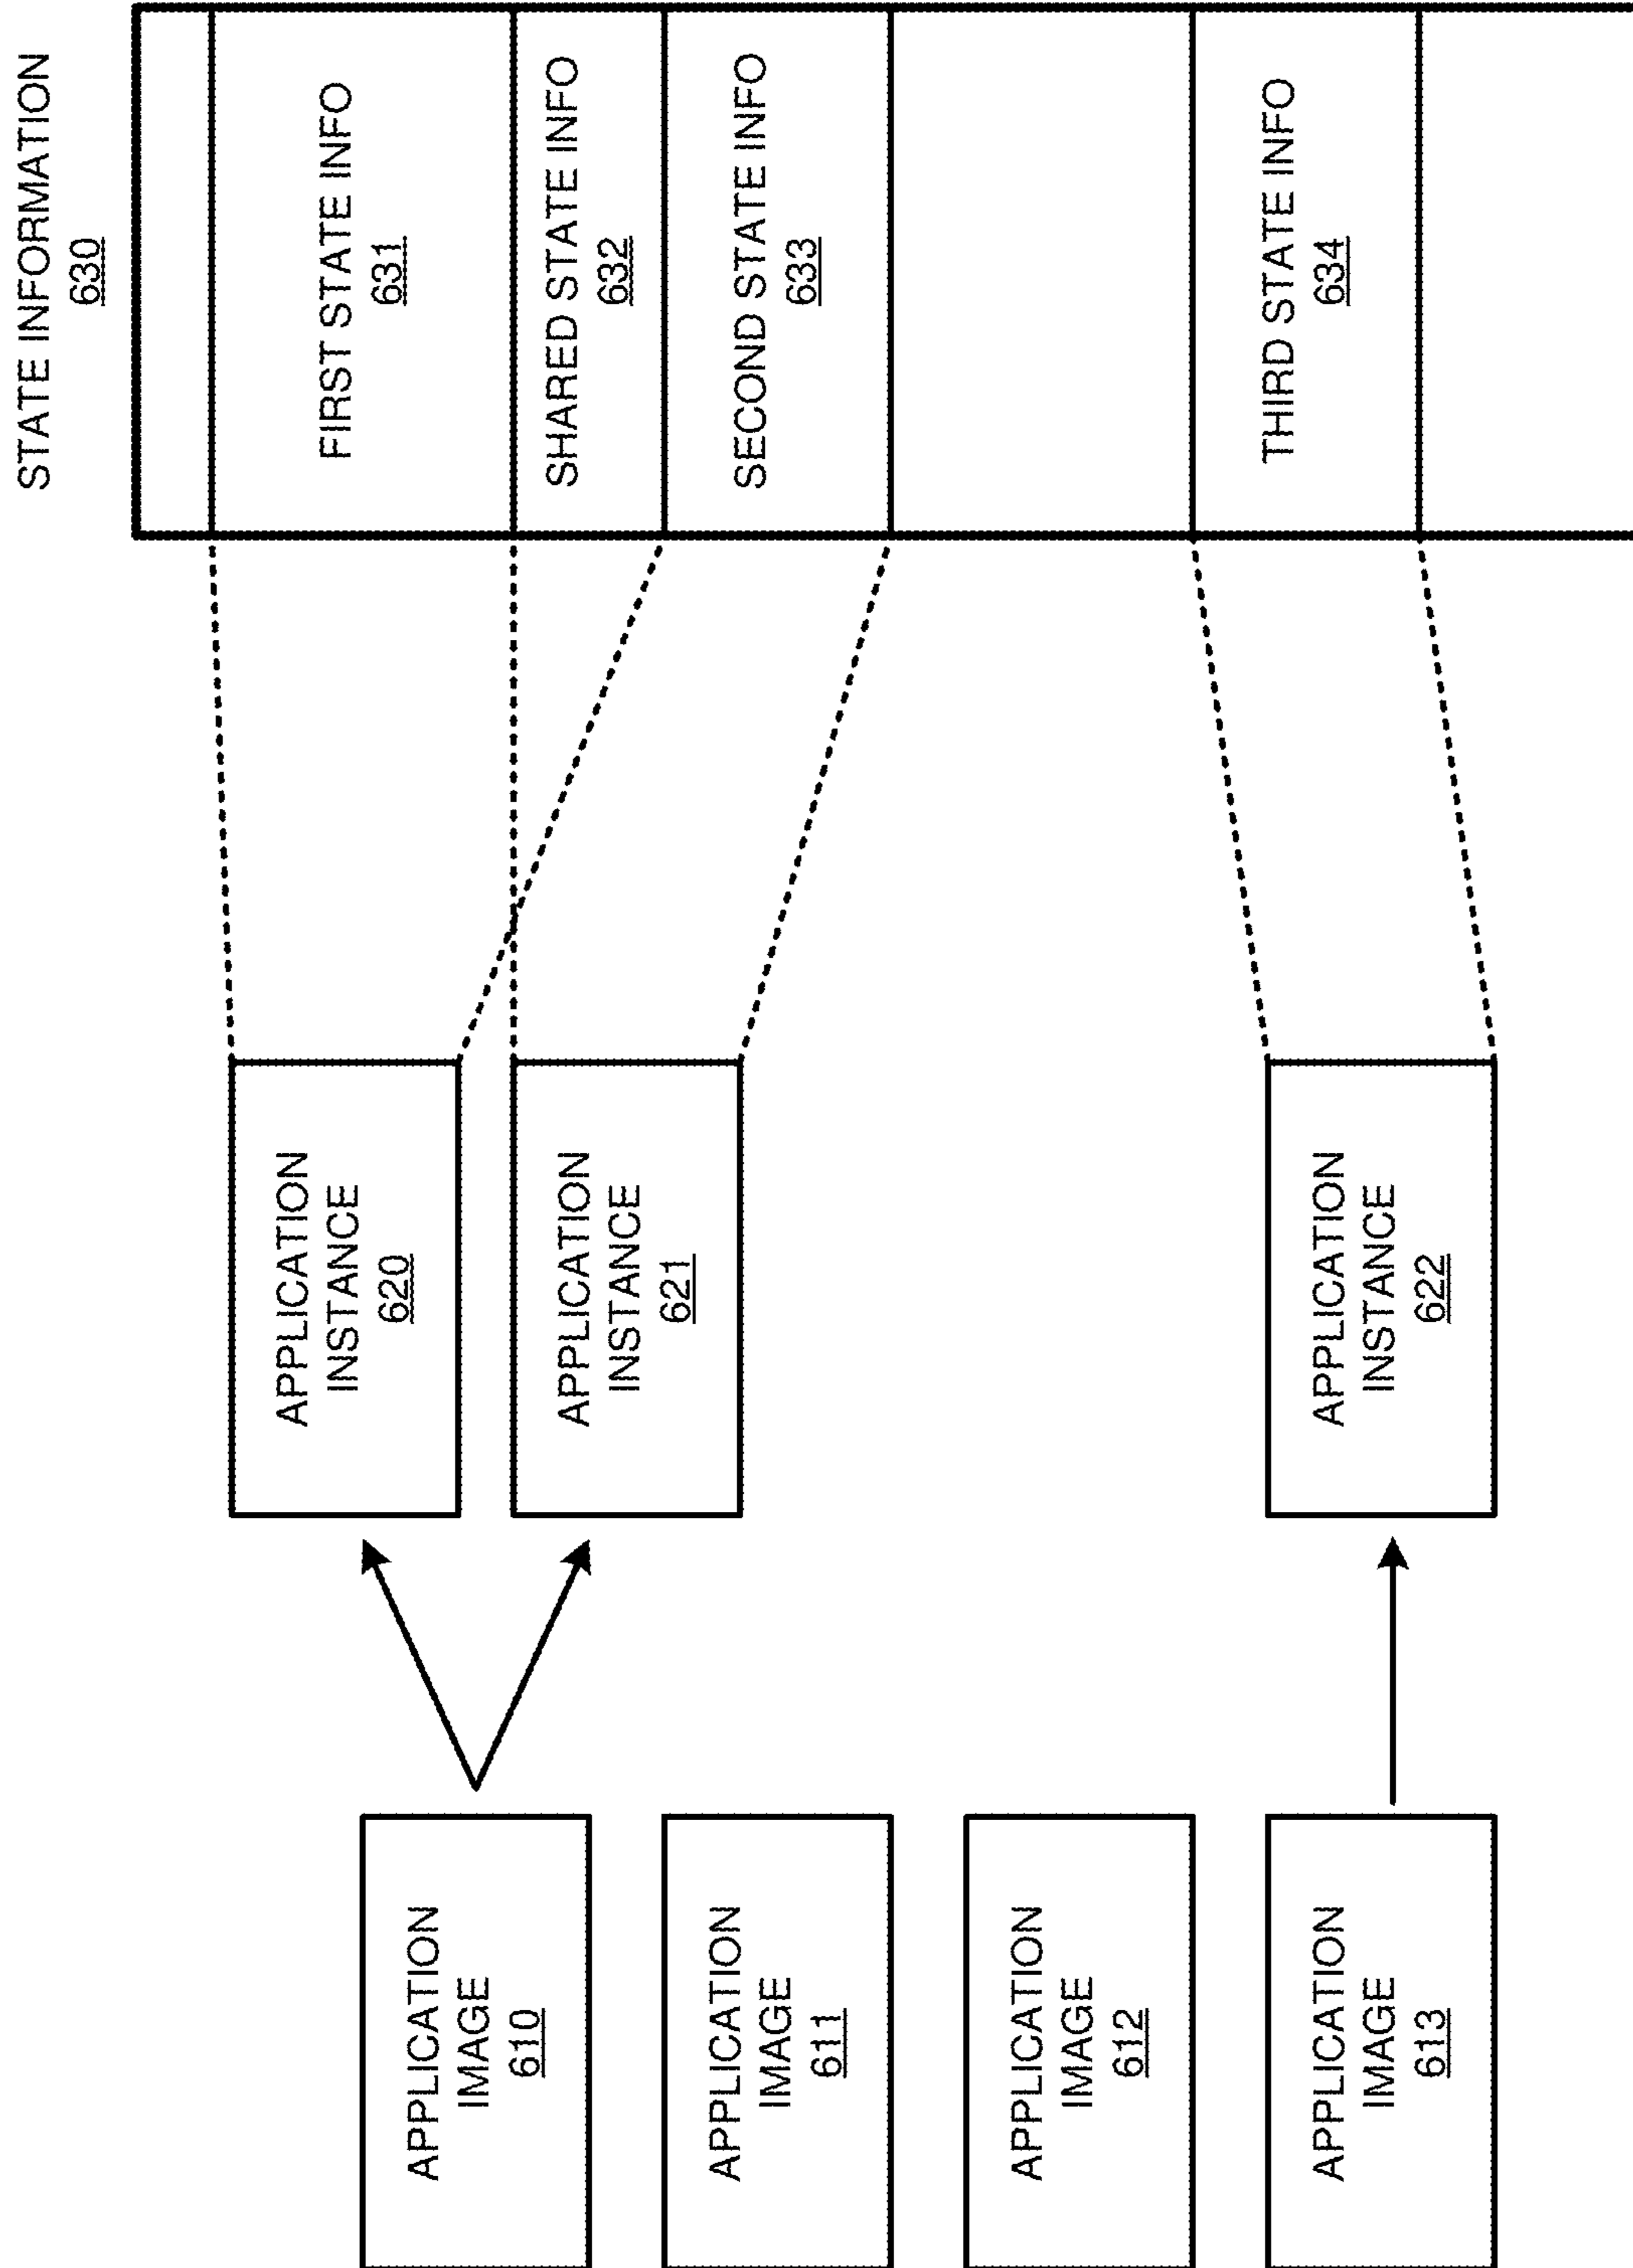 STATE INFORMATION
630
FIRST STATE INFO
631
SHARED STATE INFO
632
SECOND STATE INFO
633
THIRD STATE INFO
634
APPLICATION
INSTANCE
620
APPLICATION
INSTANCE
621
APPLICATION
INSTANCE
622
APPLICATION
IMAGE
610
APPLICATION
IMAGE
611
APPLICATION
IMAGE
612
APPLICATION
IMAGE
613